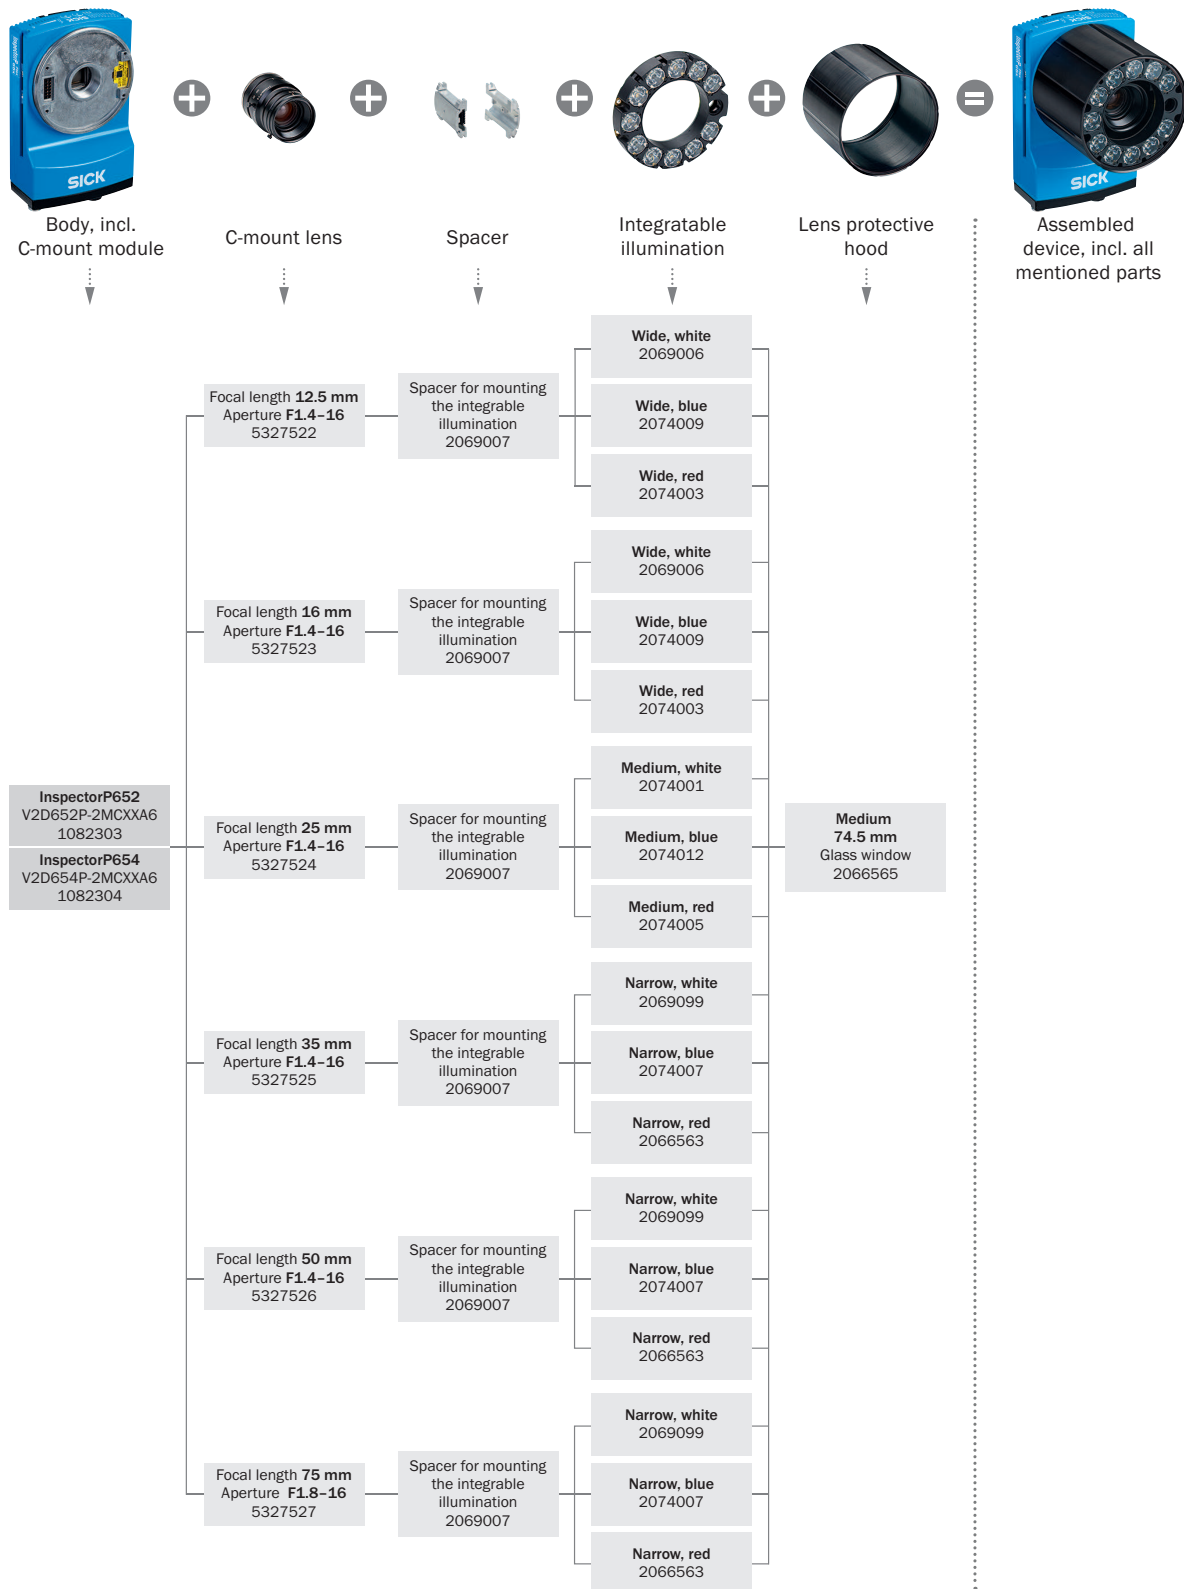 SICK
SICK
SICK
SICK
Body, incl.
C-mount module
C-mount lens
Spacer
Integratable
illumination
Lens protective
hood
Assembled
device, incl. all
mentioned parts
InspectorP652
V2D652P-2MCXXA6
1082303
InspectorP654
V2D654P-2MCXXA6
1082304
Focal length 12.5 mm
Aperture F1.4–16
5327522
Spacer for mounting
the integrable
illumination
2069007
Wide, white
2069006
Wide, blue
2074009
Wide, red
2074003
Focal length 16 mm
Aperture F1.4–16
5327523
Spacer for mounting
the integrable
illumination
2069007
Wide, white
2069006
Wide, blue
2074009
Wide, red
2074003
Focal length 25 mm
Aperture F1.4–16
5327524
Spacer for mounting
the integrable
illumination
2069007
Medium, white
2074001
Medium, blue
2074012
Medium, red
2074005
Medium
74.5 mm
Glass window
2066565
Focal length 35 mm
Aperture F1.4–16
5327525
Spacer for mounting
the integrable
illumination
2069007
Narrow, white
2069099
Narrow, blue
2074007
Narrow, red
2066563
Focal length 50 mm
Aperture F1.4–16
5327526
Spacer for mounting
the integrable
illumination
2069007
Narrow, white
2069099
Narrow, blue
2074007
Narrow, red
2066563
Focal length 75 mm
Aperture F1.8–16
5327527
Spacer for mounting
the integrable
illumination
2069007
Narrow, white
2069099
Narrow, blue
2074007
Narrow, red
2066563